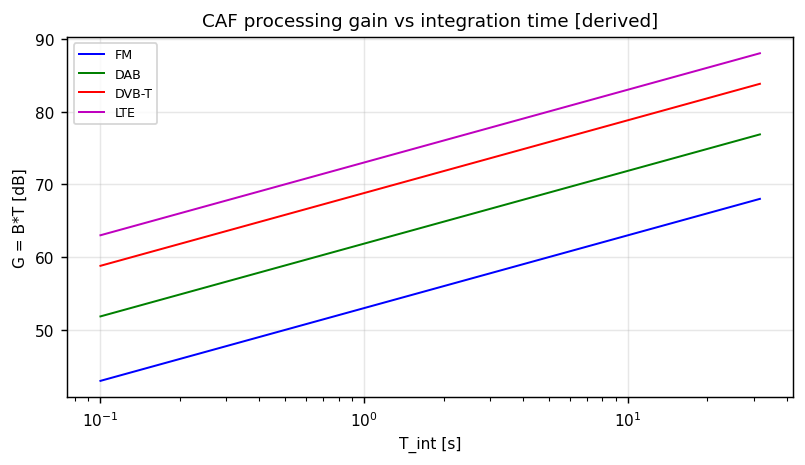 CAF processing gain vs integration time [derived]
G = B*T [dB]
90
80
70
60
50
FM
DAB
DVB-T
LTE
10⁻¹
10⁰
10¹
T_int [s]